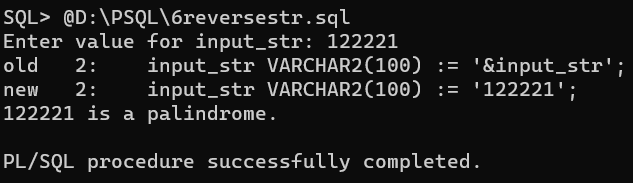 SQL> @D:\PSQL\6reversestr.sql
Enter value for input_str: 122221
old   2:    input_str VARCHAR2(100) := '&input_str';
new   2:    input_str VARCHAR2(100) := '122221';
122221 is a palindrome.

PL/SQL procedure successfully completed.